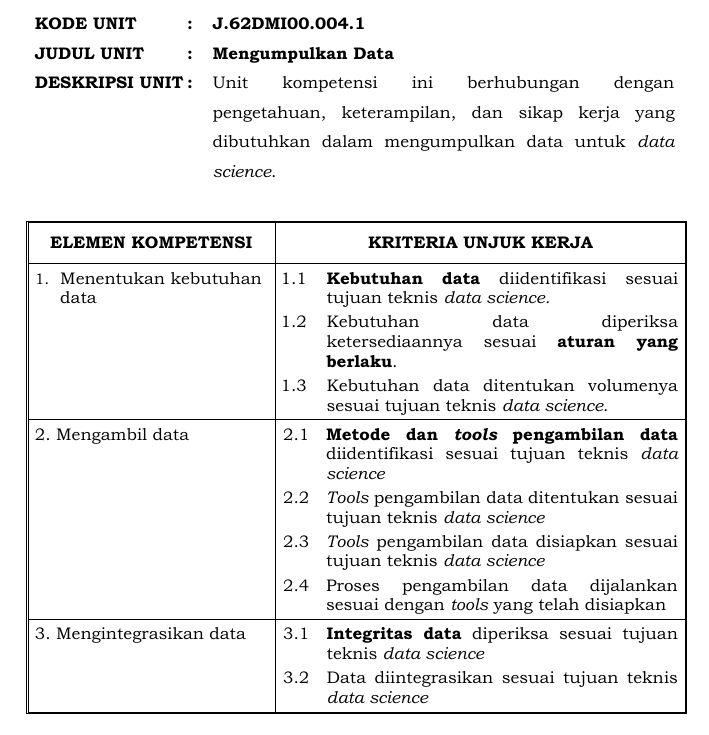 KODE UNIT : J.62DMI00.004.1
JUDUL UNIT : Mengumpulkan Data
DESKRIPSI UNIT : Unit kompetensi ini berhubungan dengan
pengetahuan, keterampilan, dan sikap kerja yang
dibutuhkan dalam mengumpulkan data untuk data
science.
ELEMEN KOMPETENSI
KRITERIA UNJUK KERJA
1. Menentukan kebutuhan
data
1.1 Kebutuhan data diidentifikasi sesuai
tujuan teknis data science.
1.2 Kebutuhan data diperiksa
ketersediaannya sesuai aturan yang
berlaku.
1.3 Kebutuhan data ditentukan volumenya
sesuai tujuan teknis data science.
2. Mengambil data
2.1 Metode dan tools pengambilan data
diidentifikasi sesuai tujuan teknis data
science
2.2 Tools pengambilan data ditentukan sesuai
tujuan teknis data science
2.3 Tools pengambilan data disiapkan sesuai
tujuan teknis data science
2.4 Proses pengambilan data dijalankan
sesuai dengan tools yang telah disiapkan
3. Mengintegrasikan data
3.1 Integritas data diperiksa sesuai tujuan
teknis data science
3.2 Data diintegrasikan sesuai tujuan teknis
data science